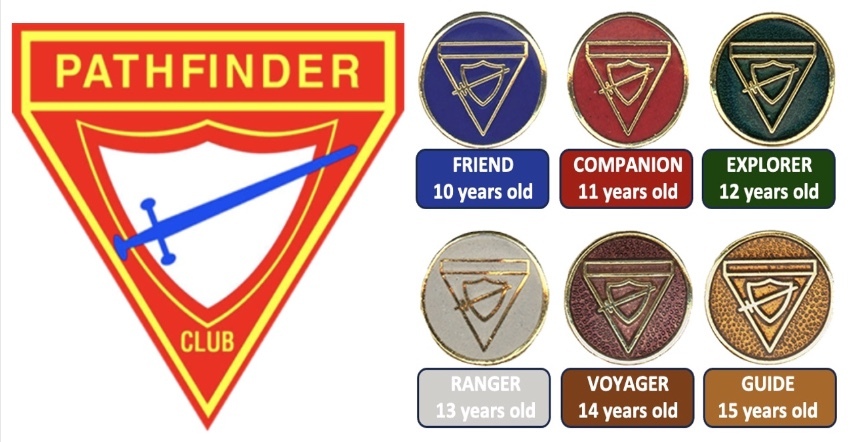 PATHFINDER
CLUB
FRIEND
10 years old
COMPANION
11 years old
EXPLORER
12 years old
RANGER
13 years old
VOYAGER
14 years old
GUIDE
15 years old